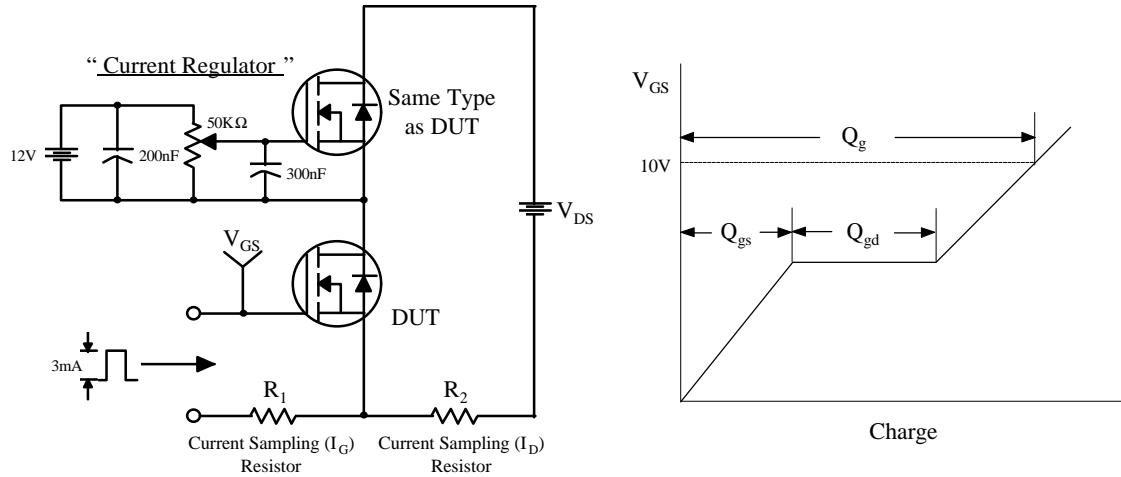 “ Current Regulator ”
Same Type
as DUT
50KΩ
12V
200nF
300nF
V_DS
V_GS
DUT
3mA
R_1
R_2
Current Sampling (I_G)
Resistor
Current Sampling (I_D)
Resistor
V_GS
Q_g
10V
Q_gs
Q_gd
Charge